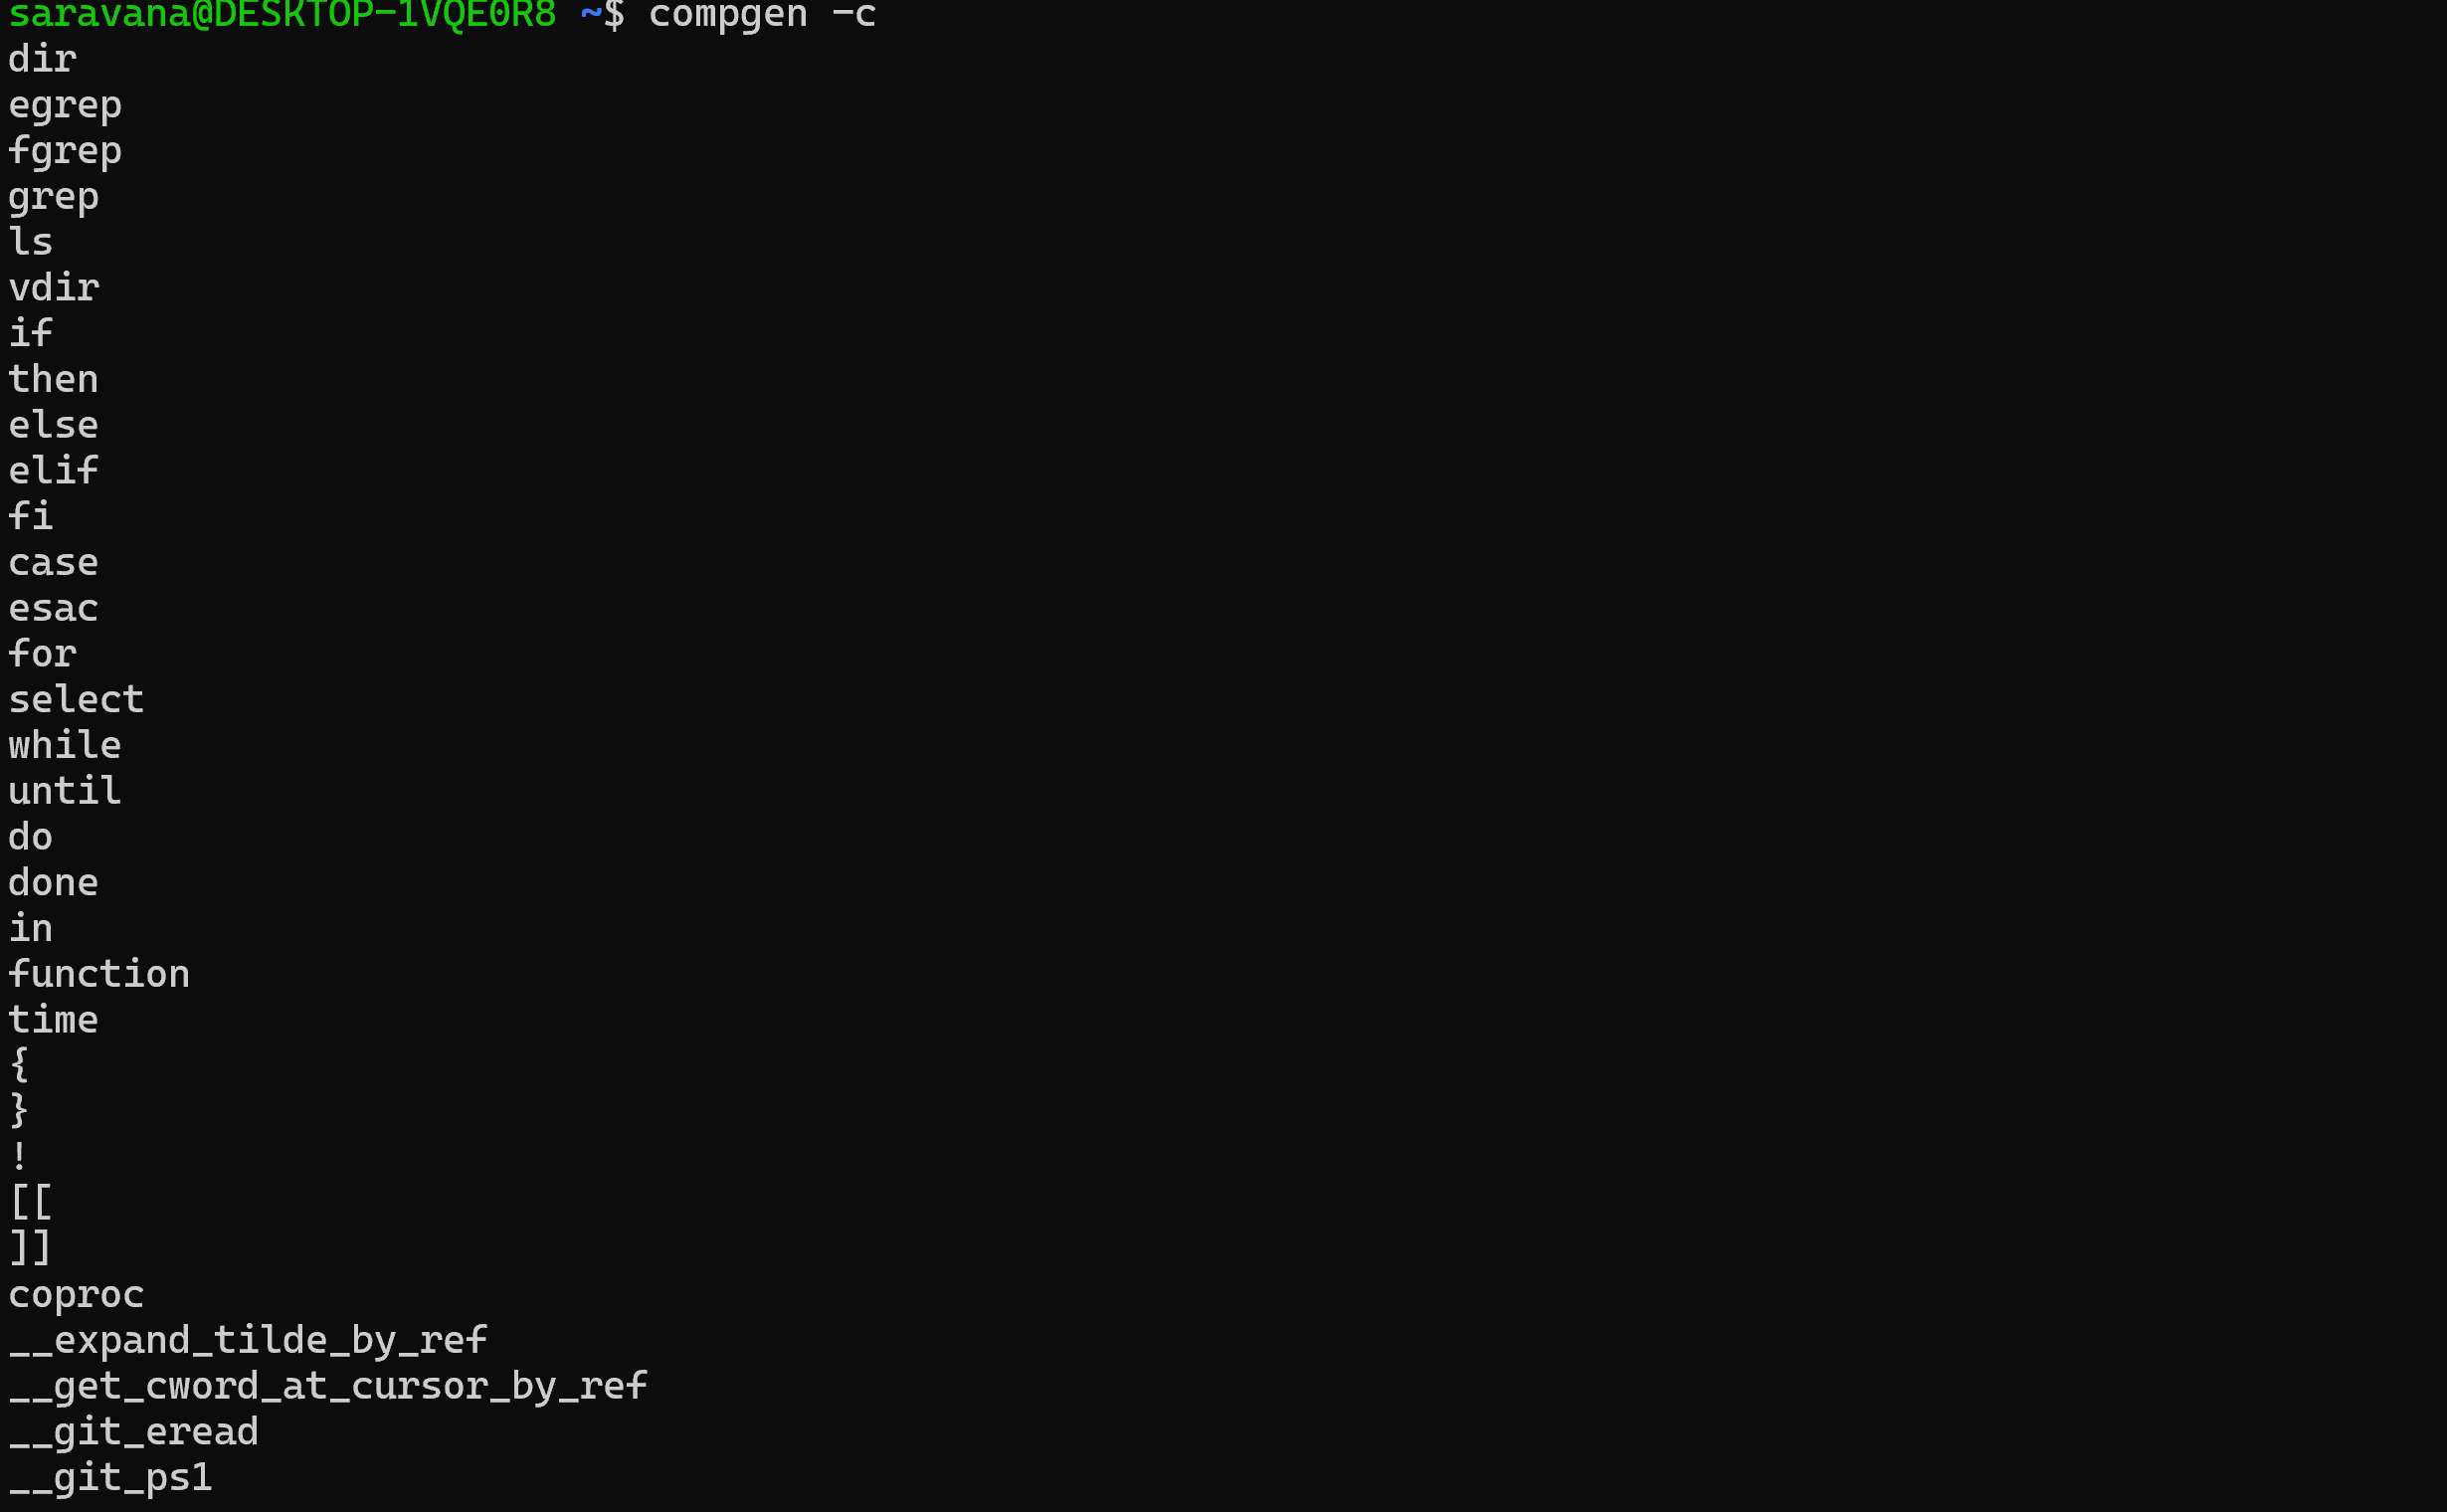 saravana@DESKTOP-1VQE0R8 ~$ compgen -c
dir
egrep
fgrep
grep
ls
vdir
if
then
else
elif
fi
case
esac
for
select
while
until
do
done
in
function
time
{
}
!
[[
]]
coproc
__expand_tilde_by_ref
__get_cword_at_cursor_by_ref
__git_eread
__git_ps1